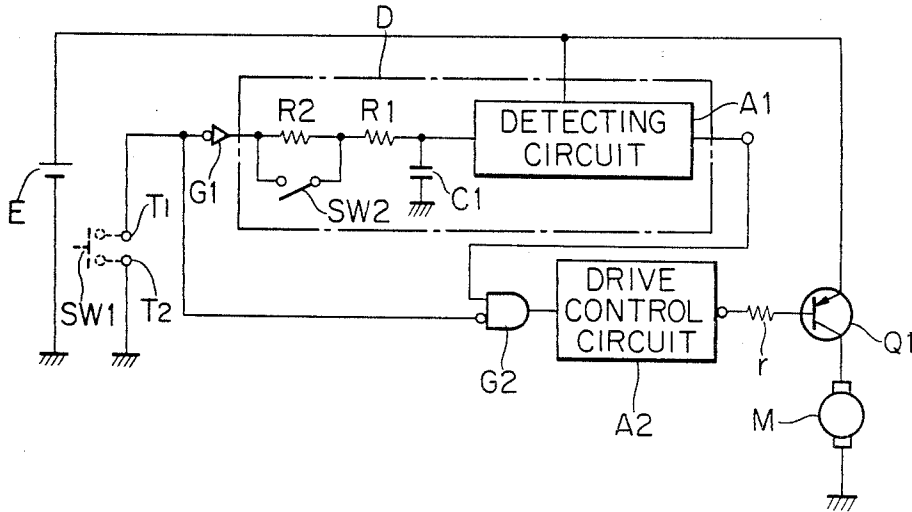 D
R2
R1
DETECTING
CIRCUIT
A1
E
G1
C1
SW2
T1
SW1
T2
DRIVE
CONTROL
CIRCUIT
G2
A2
r
Q1
M